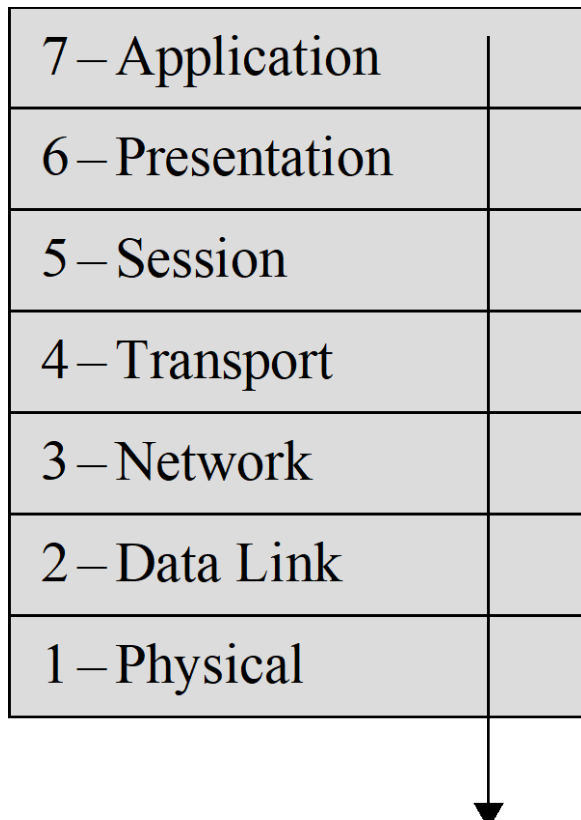 7 – Application
6 – Presentation
5 – Session
4 – Transport
3 – Network
2 – Data Link
1 – Physical